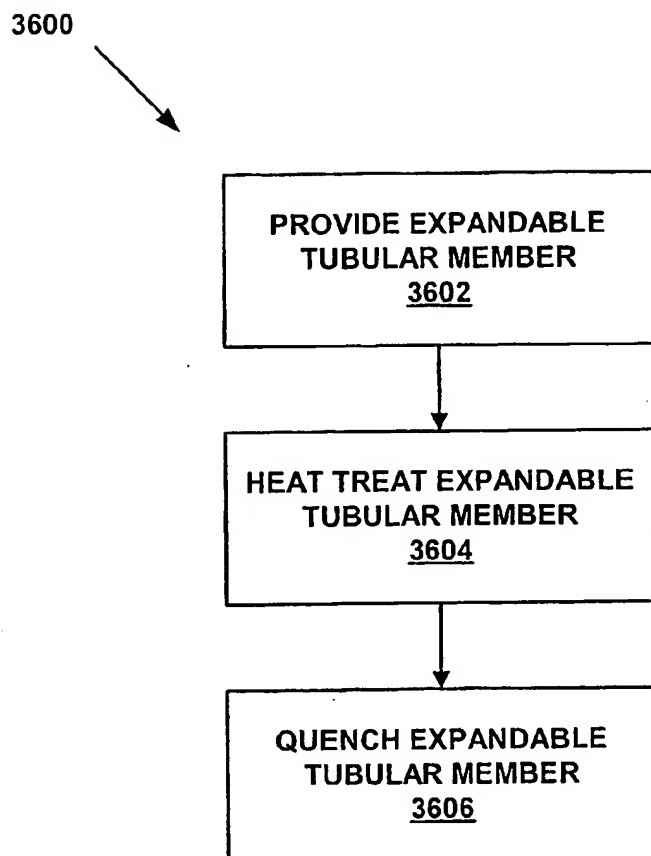 3600
PROVIDE EXPANDABLE
TUBULAR MEMBER
3602
HEAT TREAT EXPANDABLE
TUBULAR MEMBER
3604
QUENCH EXPANDABLE
TUBULAR MEMBER
3606